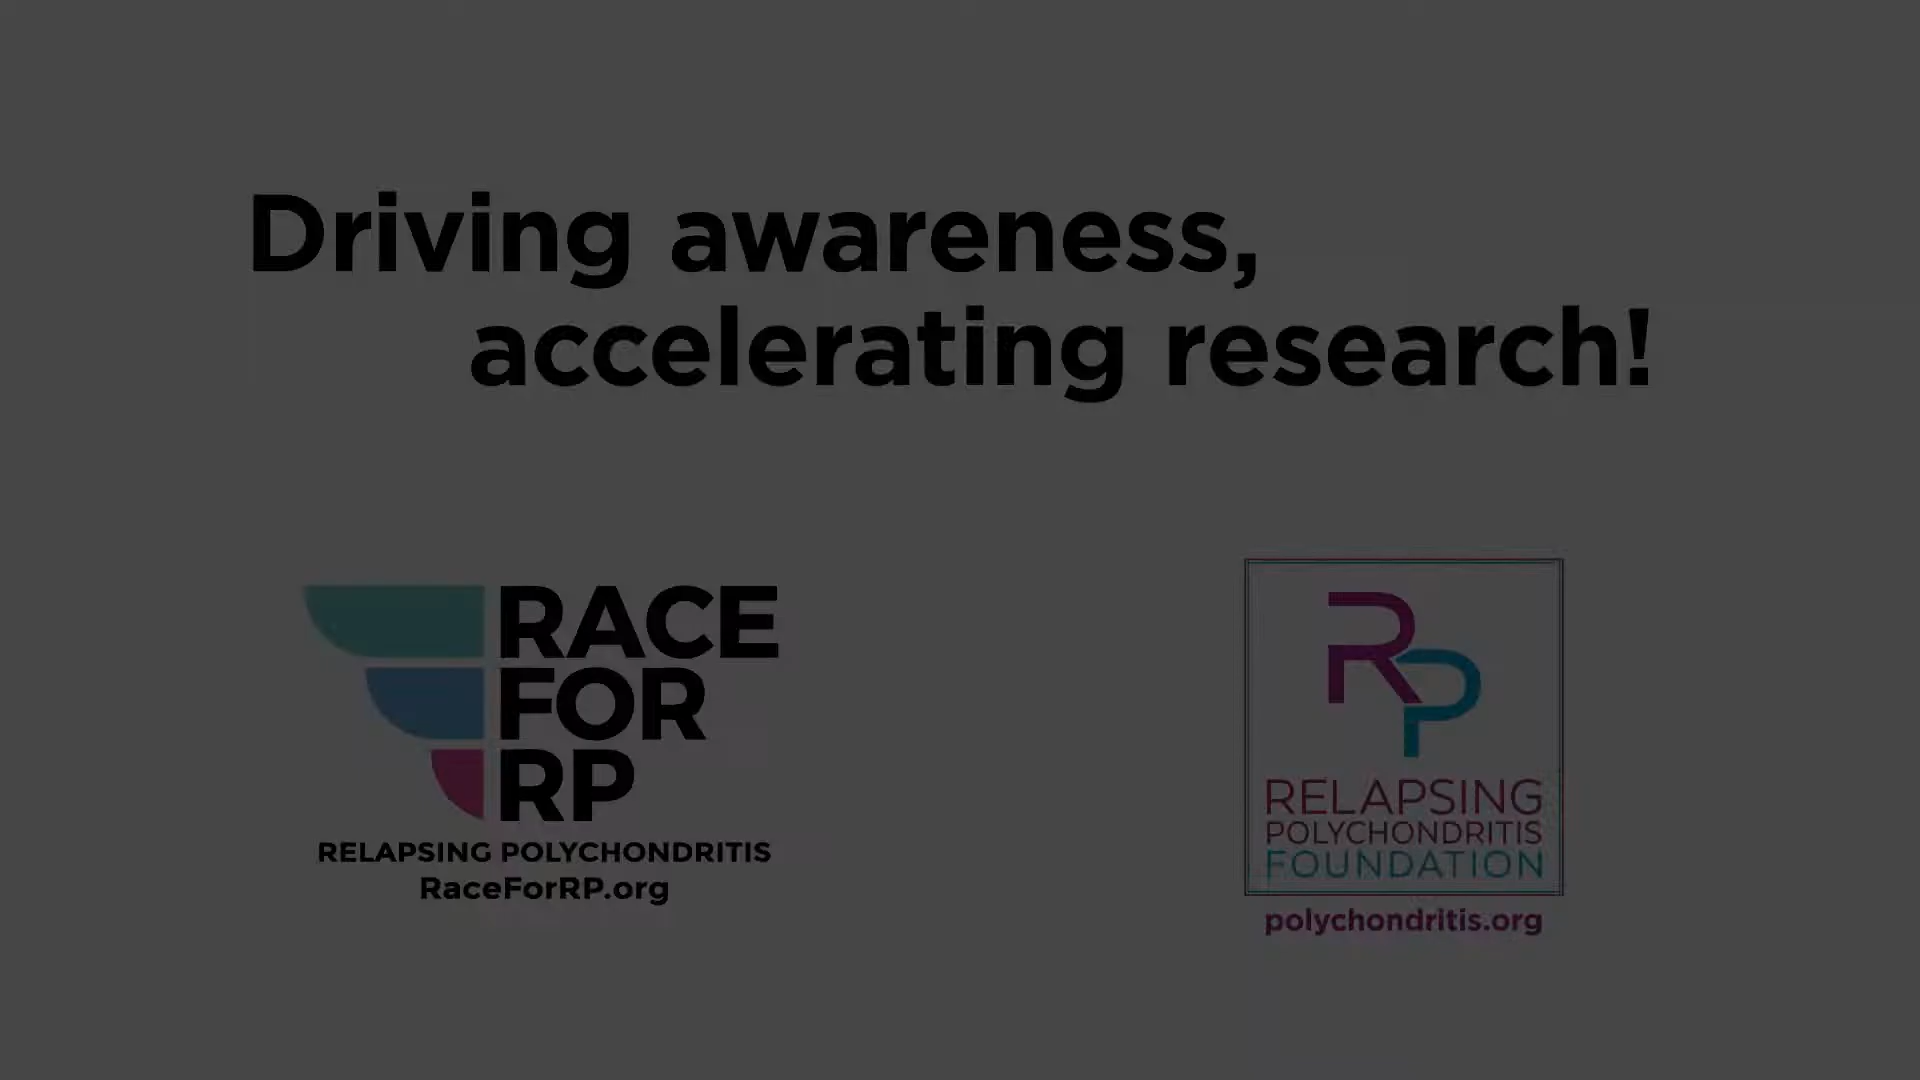 Driving awareness,
accelerating research!
RACE
FOR
RP
RELAPSING POLYCHONDRITIS
RaceForRP.org
RP
RELAPSING
POLYCHONDRITIS
FOUNDATION
polychondritis.org